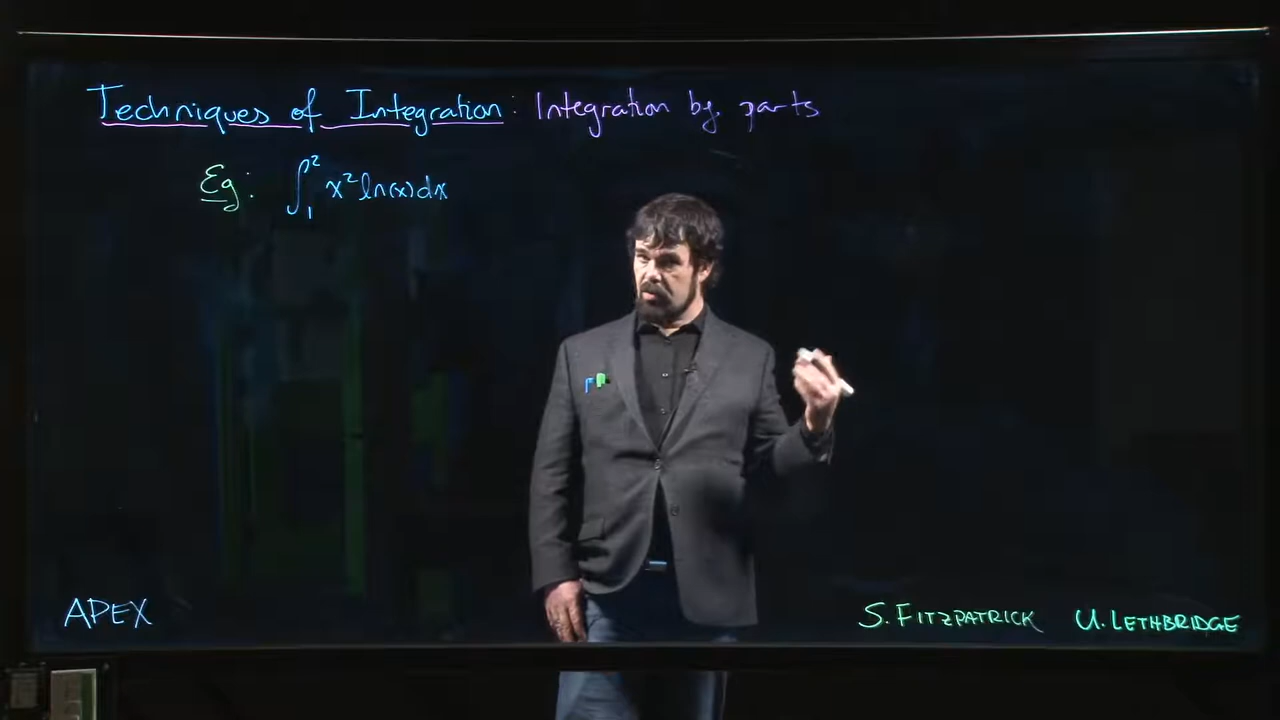 Techniques of Integration: Integration by parts
Eg: ∫₁² x² ln(x) dx
APEX
S. FITZPATRICK U. LETHBRIDGE